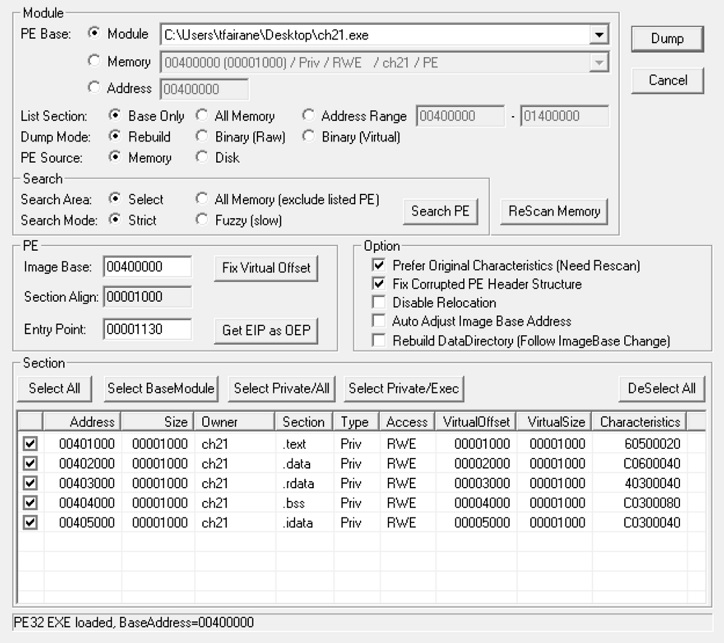 Module
PE Base: Module C:\Users\tfairane\Desktop\ch21.exe
Dump
Memory 00400000 (00001000) / Priv / RWE / ch21 / PE
Cancel
Address 00400000
List Section: Base Only All Memory Address Range 00400000 - 01400000
Dump Mode: Rebuild Binary (Raw) Binary (Virtual)
PE Source: Memory Disk
Search
Search Area: Select All Memory (exclude listed PE)
Search Mode: Strict Fuzzy (slow)
Search PE
ReScan Memory
PE
Image Base: 00400000 Fix Virtual Offset
Section Align: 00001000
Entry Point: 00001130 Get EIP as OEP
Option
Prefer Original Characteristics (Need Rescan)
Fix Corrupted PE Header Structure
Disable Relocation
Auto Adjust Image Base Address
Rebuild DataDirectory (Follow ImageBase Change)
Section
Select All Select BaseModule Select Private/All Select Private/Exec DeSelect All
Address Size Owner Section Type Access VirtualOffset VirtualSize Characteristics
00401000 00001000 ch21 .text Priv RWE 00001000 00001000 60500020
00402000 00001000 ch21 .data Priv RWE 00002000 00001000 C0600040
00403000 00001000 ch21 .rdata Priv RWE 00003000 00001000 40300040
00404000 00001000 ch21 .bss Priv RWE 00004000 00001000 C0300080
00405000 00001000 ch21 .idata Priv RWE 00005000 00001000 C0300040
PE32 EXE loaded, BaseAddress=00400000